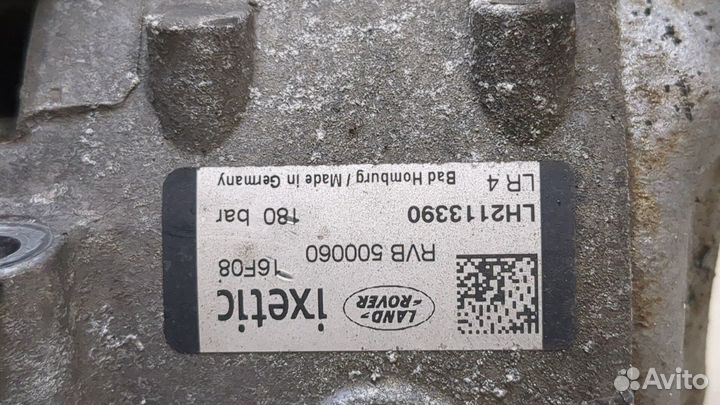 ixetic
LAND-
-ROVER
16F08
RVB 500060
180 bar
LH2113390
Bad Homburg / Made in Germany
LR 4
Avito